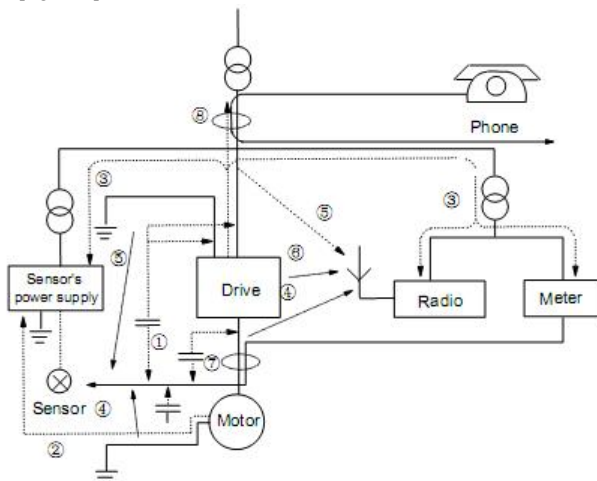 ⑧
Phone
③
③
⑤
⑤
⑥
Sensor's
power supply
Drive
④
Radio
Meter
①
⑦
Sensor
④
Motor
②